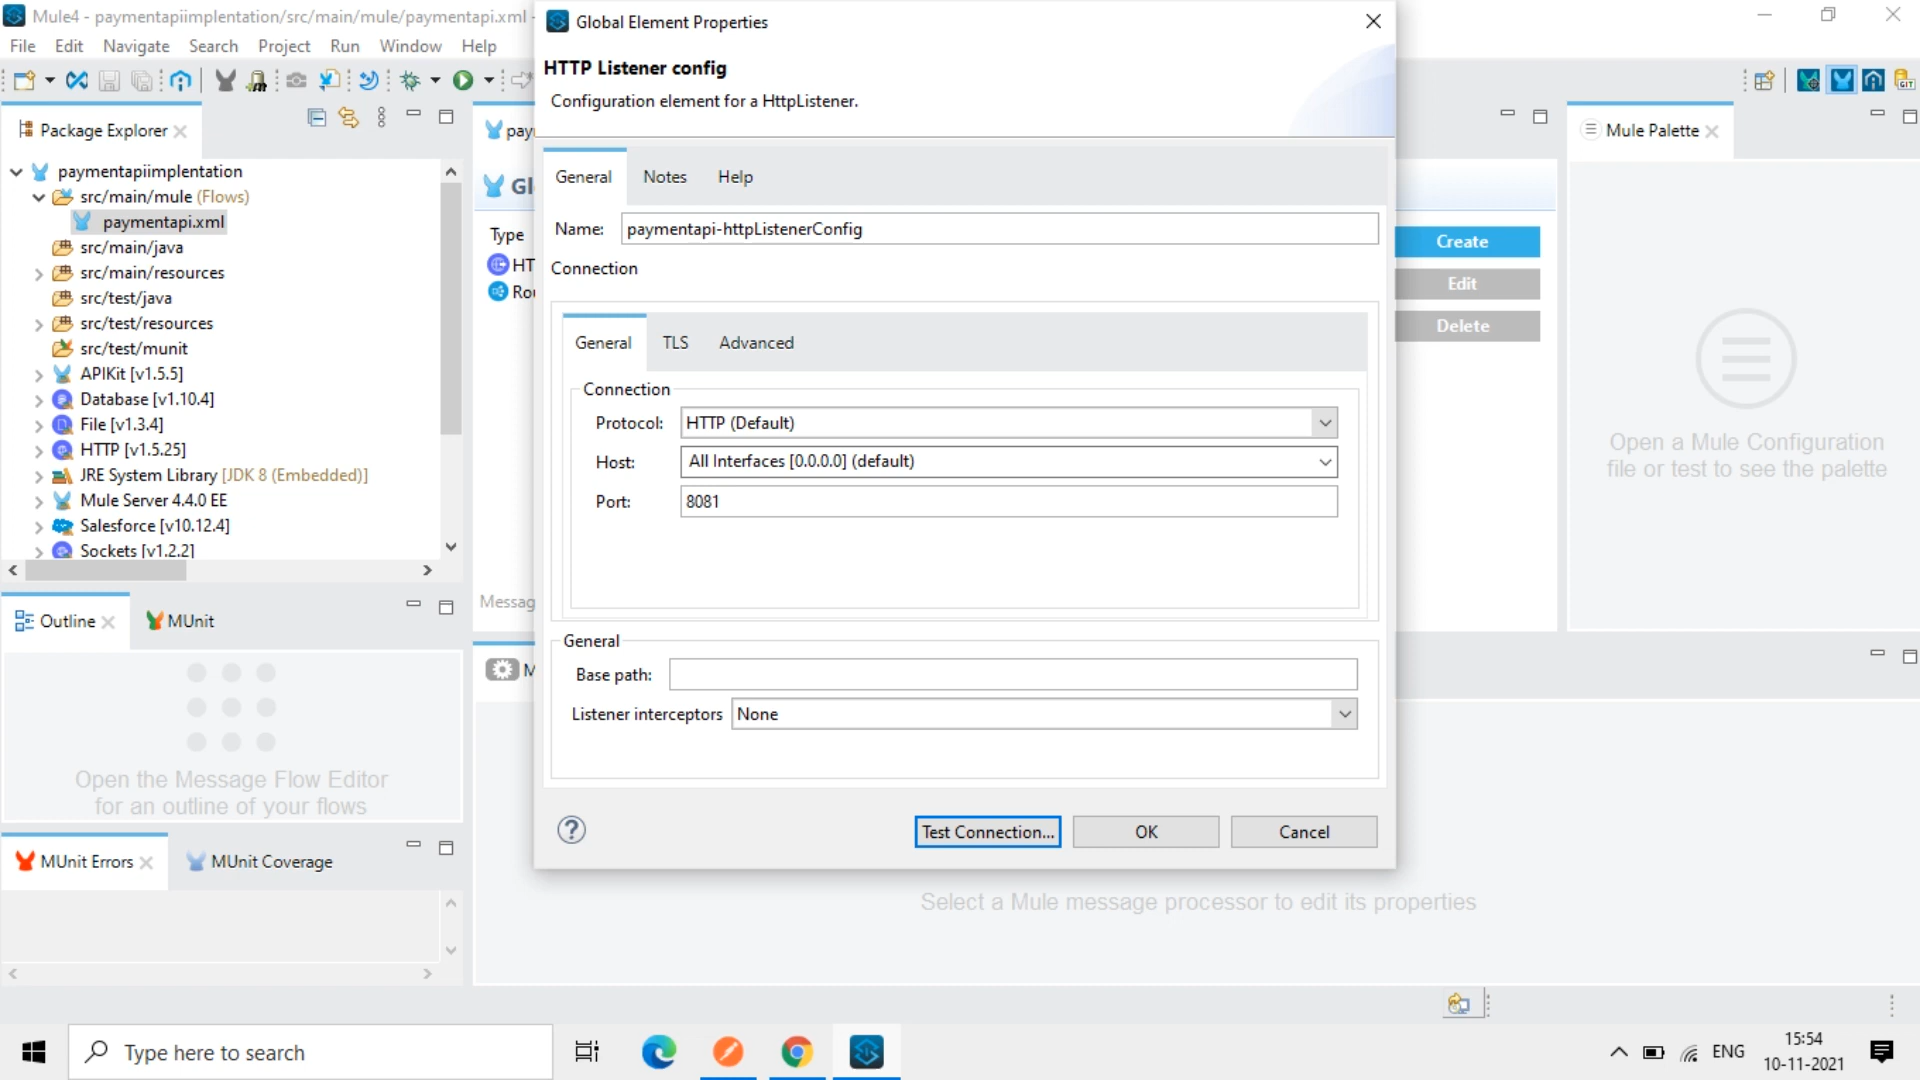 Mule4 - paymentapiimplentation/src/main/mule/paymentapi.xml -
File Edit Navigate Search Project Run Window Help
Package Explorer
paymentapiimplentation
src/main/mule (Flows)
paymentapi.xml
src/main/java
src/main/resources
src/test/java
src/test/resources
src/test/munit
APIKit [v1.5.5]
Database [v1.10.4]
File [v1.3.4]
HTTP [v1.5.25]
JRE System Library [JDK 8 (Embedded)]
Mule Server 4.4.0 EE
Salesforce [v10.12.4]
Sockets [v1.2.2]
Outline
MUnit
Open the Message Flow Editor
for an outline of your flows
MUnit Errors
MUnit Coverage
pay
Gl
Type
HT
Rou
Messag
M
Global Element Properties
HTTP Listener config
Configuration element for a HttpListener.
General Notes Help
Name: paymentapi-httpListenerConfig
Connection
General TLS Advanced
Connection
Protocol: HTTP (Default)
Host: All Interfaces [0.0.0.0] (default)
Port: 8081
General
Base path:
Listener interceptors None
?
Test Connection... OK Cancel
Create
Edit
Delete
Mule Palette
Open a Mule Configuration
file or test to see the palette
Select a Mule message processor to edit its properties
GIT
Type here to search
ENG
15:54
10-11-2021